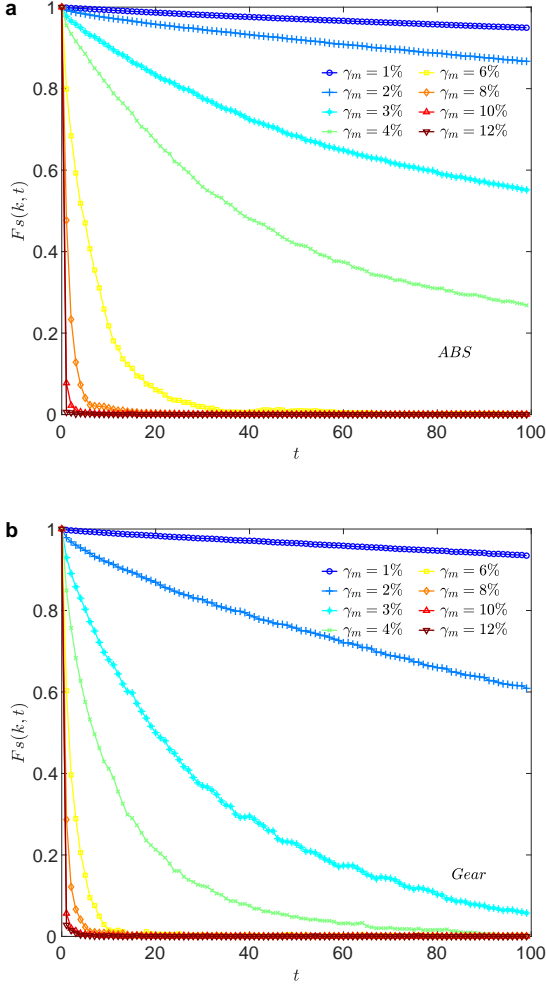 a
1
0.8
0.6
0.4
0.2
0
Fs(k, t)
γm = 1%
γm = 2%
γm = 3%
γm = 4%
γm = 6%
γm = 8%
γm = 10%
γm = 12%
ABS
0 20 40 60 80 100
t
b
1
0.8
0.6
0.4
0.2
0
Fs(k, t)
γm = 1%
γm = 2%
γm = 3%
γm = 4%
γm = 6%
γm = 8%
γm = 10%
γm = 12%
Gear
0 20 40 60 80 100
t